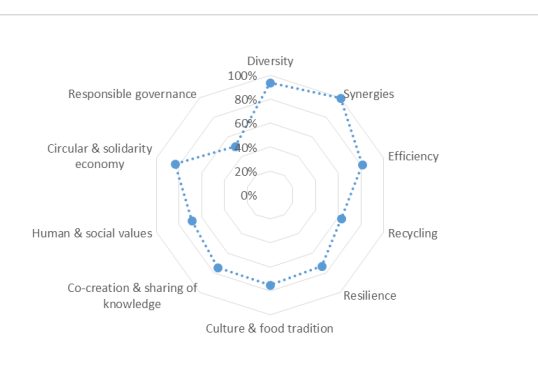 Diversity
100%
80%
60%
40%
20%
0%
Synergies
Efficiency
Recycling
Resilience
Culture & food tradition
Co-creation & sharing of
knowledge
Human & social values
Circular & solidarity
economy
Responsible governance